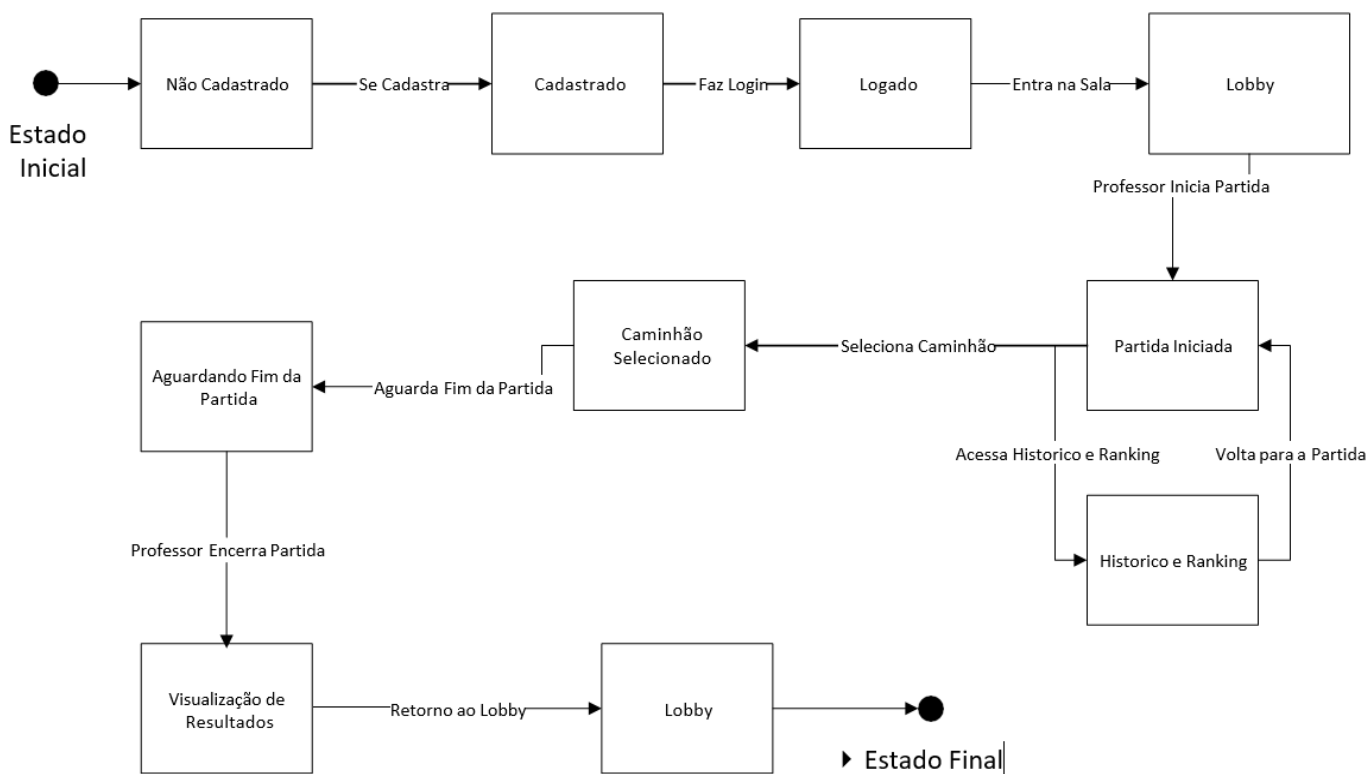 Não Cadastrado
Se Cadastra
Cadastrado
Faz Login
Logado
Entra na Sala
Lobby
Estado
Inicial
Professor Inicia Partida
Partida Iniciada
Seleciona Caminhão
Caminhão
Selecionado
Aguarda Fim da Partida
Aguardando Fim da
Partida
Acessa Historico e Ranking
Volta para a Partida
Historico e Ranking
Professor Encerra Partida
Visualização de
Resultados
Retorno ao Lobby
Lobby
Estado Final